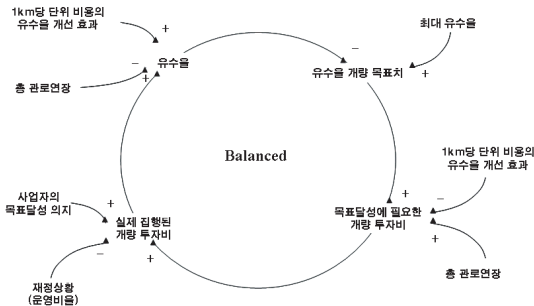 1km당 단위 비용의
유수율 개선 효과
+
최대 유수율
−
유수율
−
+
유수율 개량 목표치
+
총 관로연장
Balanced
1km당 단위 비용의
유수율 개선 효과
사업자의
목표달성 의지
+
+
−
실제 집행된
개량 투자비
목표달성에 필요한
개량 투자비
+
−
+
재정상황
(운영비율)
총 관로연장